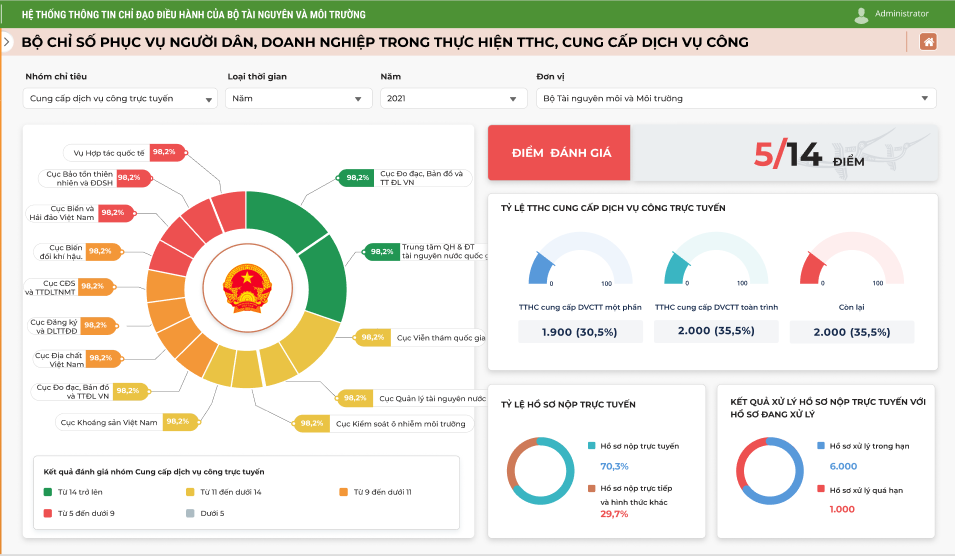 HỆ THỐNG THÔNG TIN CHỈ ĐẠO ĐIỀU HÀNH CỦA BỘ TÀI NGUYÊN VÀ MÔI TRƯỜNG
Administrator
BỘ CHỈ SỐ PHỤC VỤ NGƯỜI DÂN, DOANH NGHIỆP TRONG THỰC HIỆN TTHC, CUNG CẤP DỊCH VỤ CÔNG
Nhóm chỉ tiêu
Cung cấp dịch vụ công trực tuyến
Loại thời gian
Năm
Năm
2021
Đơn vị
Bộ Tài nguyên môi và Môi trường
Vụ Hợp tác quốc tế
98,2%
Cục Bảo tồn thiên
nhiên và ĐDSH
98,2%
Cục Biển và
Hải đảo Việt Nam
98,2%
Cục Biến
đổi khí hậu.
98,2%
Cục CĐS
và TTDLTNMT
98,2%
Cục Đăng ký
và DLTTĐĐ
98,2%
Cục Địa chất
Việt Nam
98,2%
Cục Đo đạc, Bản đồ
và TTĐL VN
98,2%
Cục Khoáng sản Việt Nam
98,2%
98,2%
Cục Đo đạc, Bản đồ và
TT ĐL VN
98,2%
Trung tâm QH & ĐT
tài nguyên nước quốc g
98,2%
Cục Viễn thám quốc gia
98,2%
Cục Quản lý tài nguyên nước
98,2%
Cục Kiểm soát ô nhiễm môi trường
Kết quả đánh giá nhóm Cung cấp dịch vụ công trực tuyến
Từ 14 trở lên
Từ 11 đến dưới 14
Từ 9 đến dưới 11
Từ 5 đến dưới 9
Dưới 5
ĐIỂM ĐÁNH GIÁ
5/14 ĐIỂM
TỶ LỆ TTHC CUNG CẤP DỊCH VỤ CÔNG TRỰC TUYẾN
0 100
0 100
0 100
TTHC cung cấp DVCTT một phần
TTHC cung cấp DVCTT toàn trình
Còn lại
1.900 (30,5%)
2.000 (35,5%)
2.000 (35,5%)
TỶ LỆ HỒ SƠ NỘP TRỰC TUYẾN
Hồ sơ nộp trực tuyến
70,3%
Hồ sơ nộp trực tiếp
và hình thức khác
29,7%
KẾT QUẢ XỬ LÝ HỒ SƠ NỘP TRỰC TUYẾN VỚI
HỒ SƠ ĐANG XỬ LÝ
Hồ sơ xử lý trong hạn
6.000
Hồ sơ xử lý quá hạn
1.000